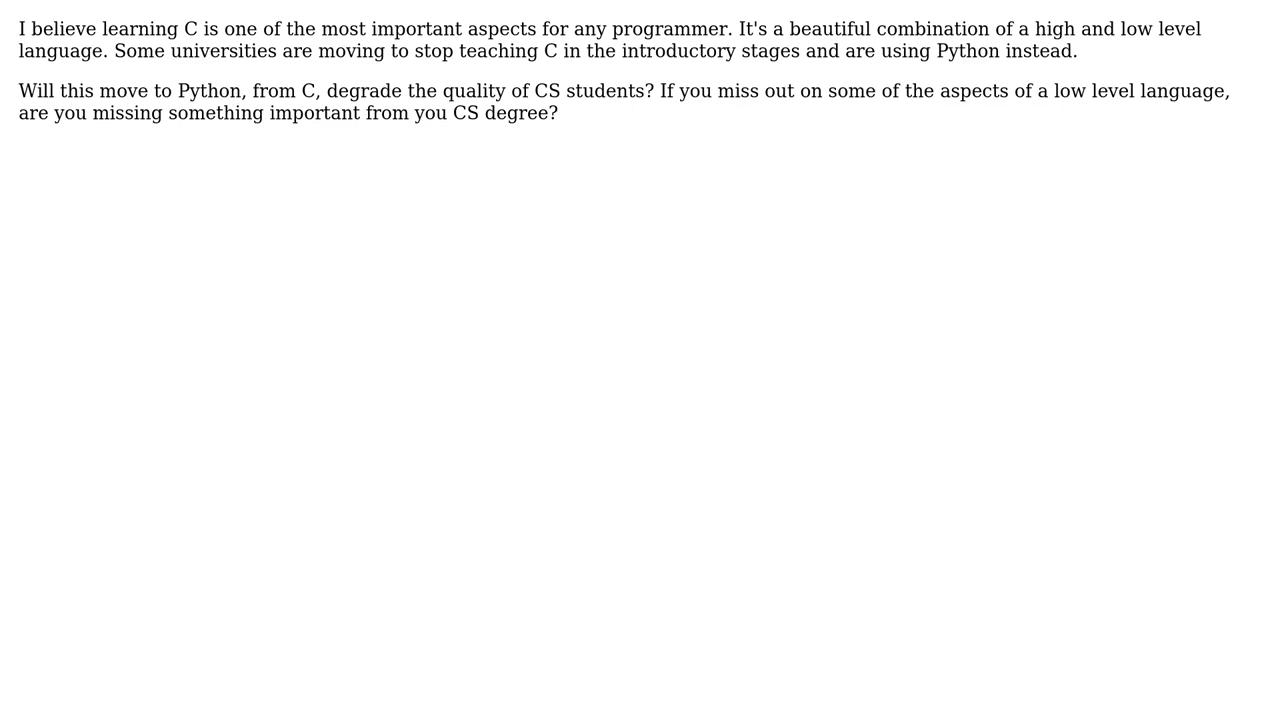 I believe learning C is one of the most important aspects for any programmer. It's a beautiful combination of a high and low level
language. Some universities are moving to stop teaching C in the introductory stages and are using Python instead.
Will this move to Python, from C, degrade the quality of CS students? If you miss out on some of the aspects of a low level language,
are you missing something important from you CS degree?